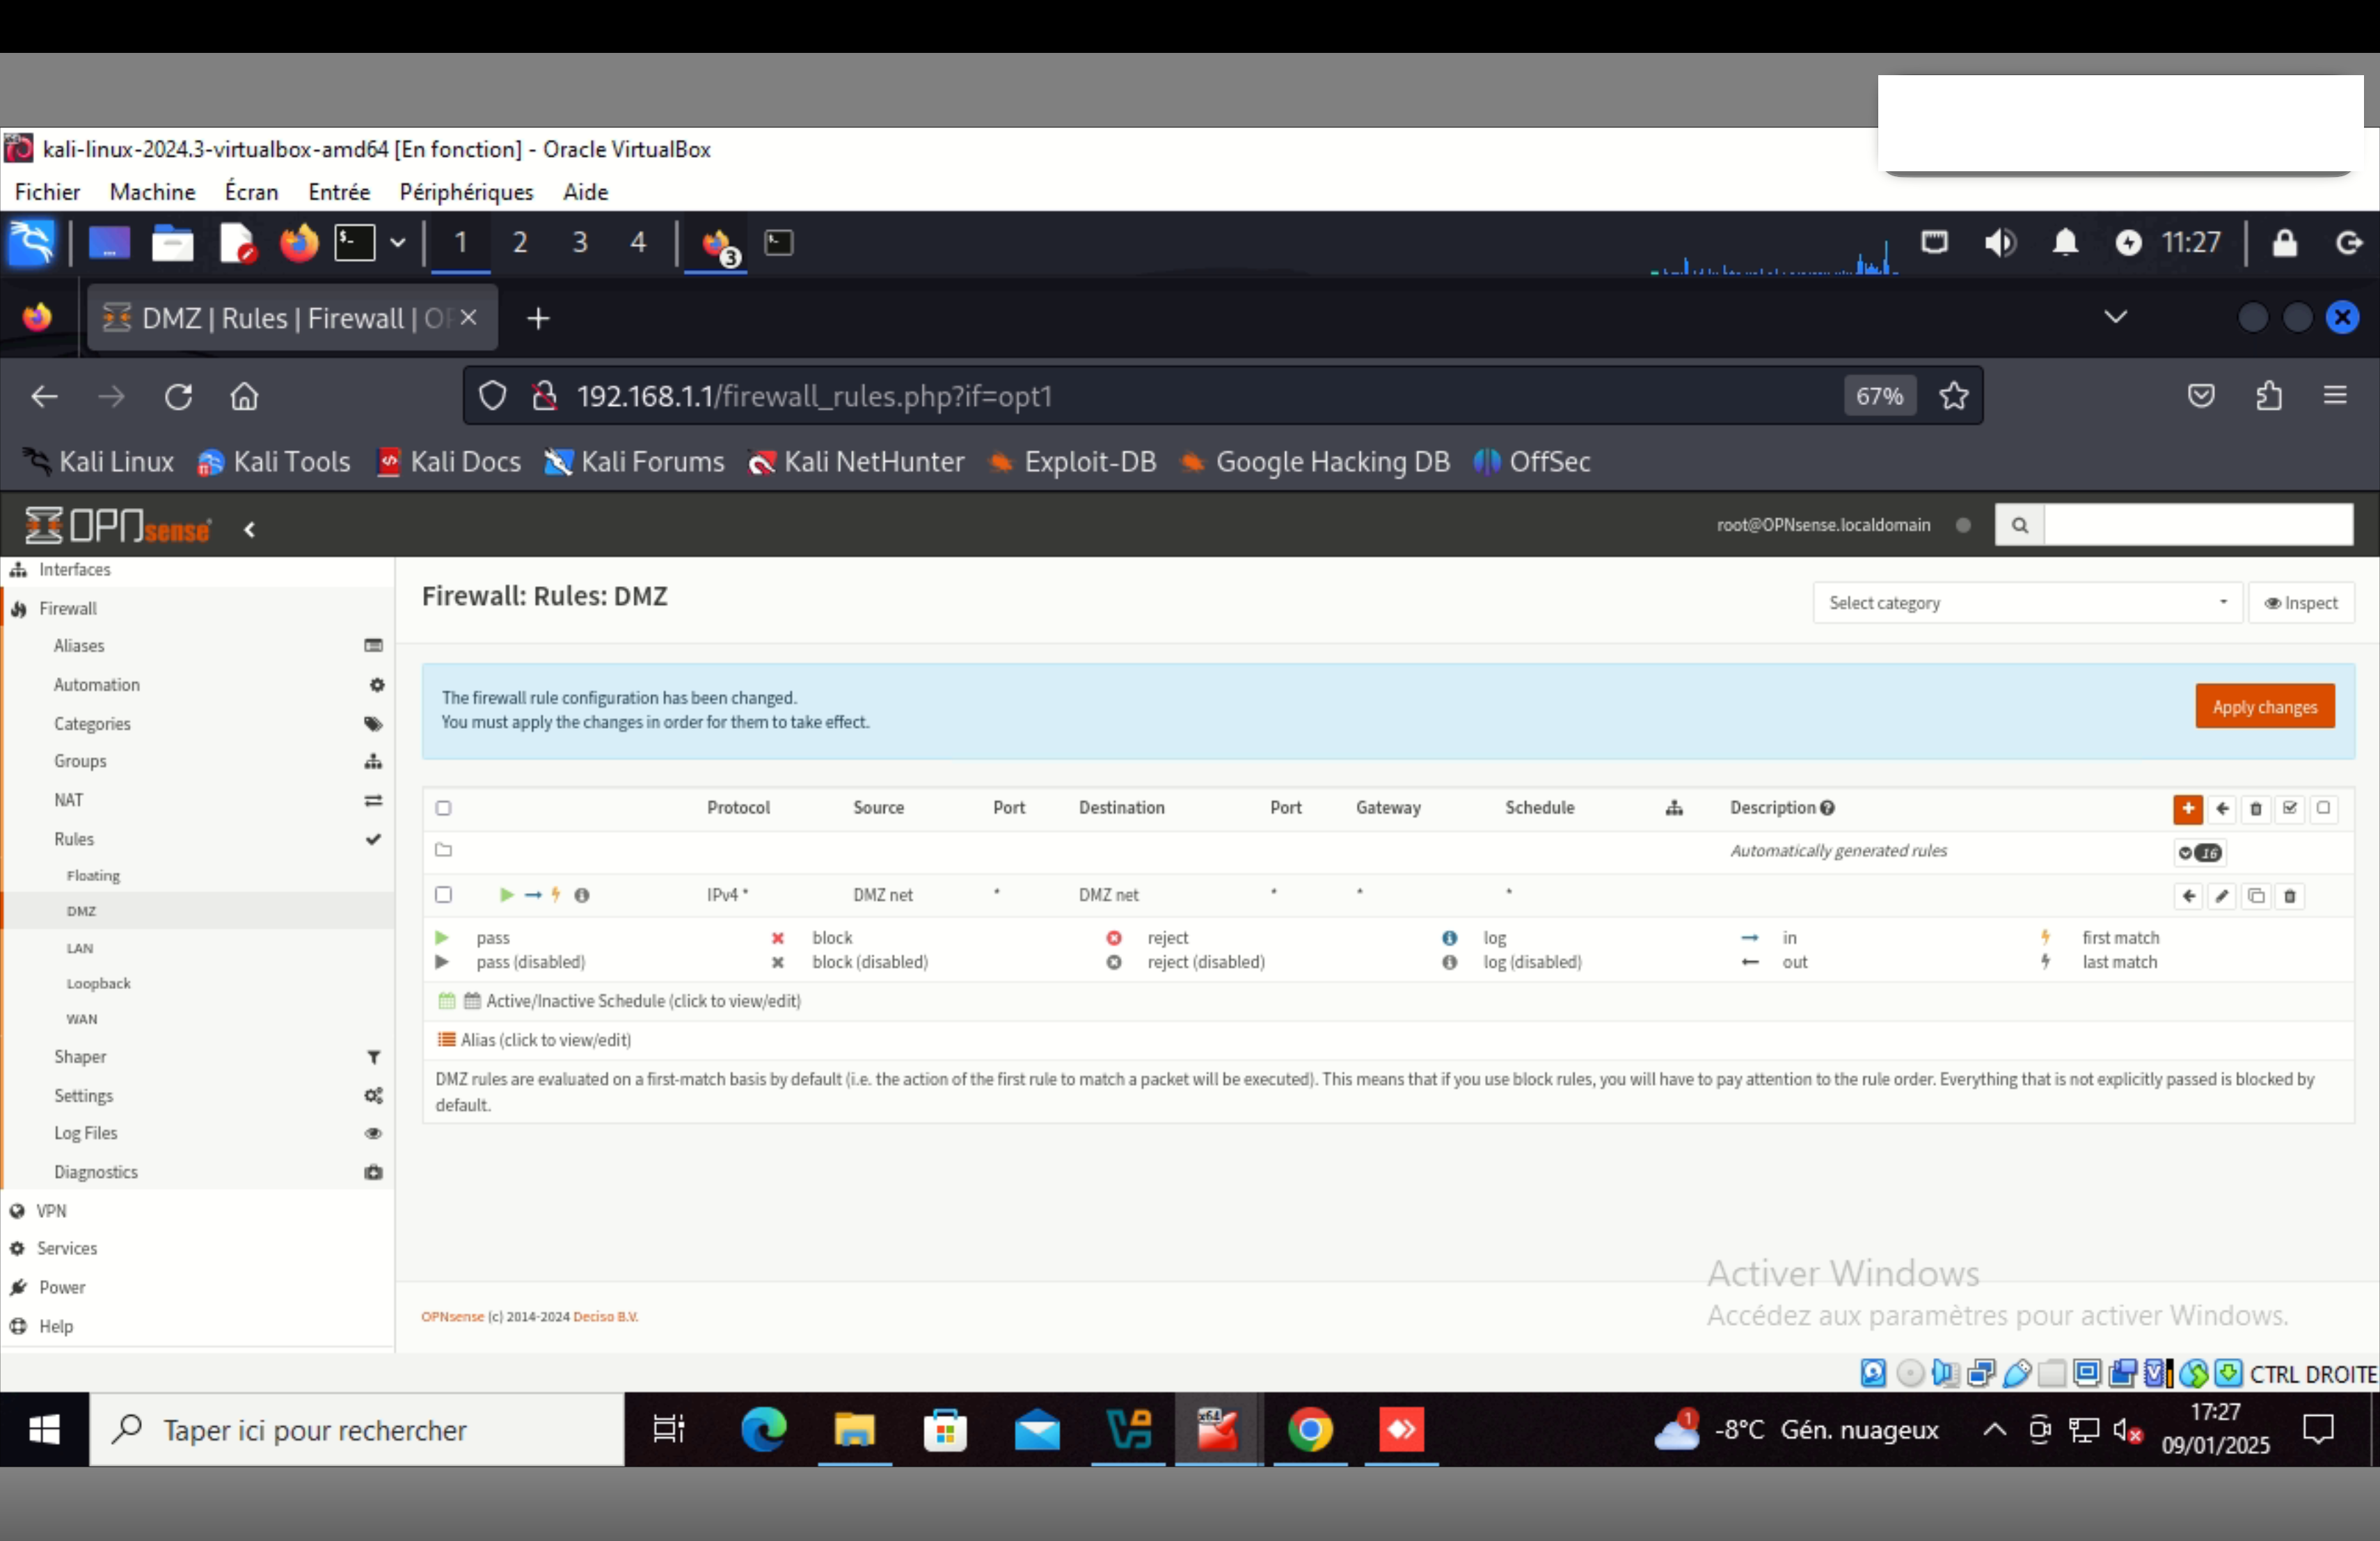 kali-linux-2024.3-virtualbox-amd64 [En fonction] - Oracle VirtualBox
Fichier Machine Écran Entrée Périphériques Aide
1 2 3 4 3 11:27
DMZ | Rules | Firewall | OP
192.168.1.1/firewall_rules.php?if=opt1 67%
Kali Linux Kali Tools Kali Docs Kali Forums Kali NetHunter Exploit-DB Google Hacking DB OffSec
OPNsense root@OPNsense.localdomain
Interfaces
Firewall
Aliases
Automation
Categories
Groups
NAT
Rules
Floating
DMZ
LAN
Loopback
WAN
Shaper
Settings
Log Files
Diagnostics
VPN
Services
Power
Help
Firewall: Rules: DMZ
Select category Inspect
The firewall rule configuration has been changed.
You must apply the changes in order for them to take effect.
Apply changes
Protocol Source Port Destination Port Gateway Schedule Description
Automatically generated rules 16
IPv4 * DMZ net * DMZ net * * *
pass block reject log in first match
pass (disabled) block (disabled) reject (disabled) log (disabled) out last match
Active/Inactive Schedule (click to view/edit)
Alias (click to view/edit)
DMZ rules are evaluated on a first-match basis by default (i.e. the action of the first rule to match a packet will be executed). This means that if you use block rules, you will have to pay attention to the rule order. Everything that is not explicitly passed is blocked by
default.
OPNsense (c) 2014-2024 Deciso B.V.
Activer Windows
Accédez aux paramètres pour activer Windows.
CTRL DROITE
Taper ici pour rechercher
x64
1
-8°C Gén. nuageux
17:27
09/01/2025